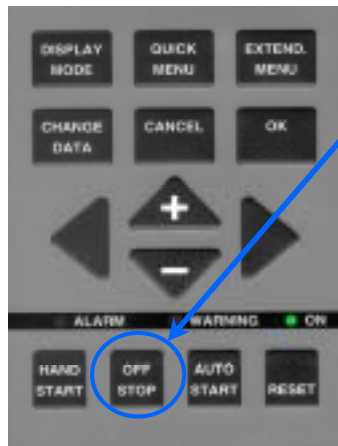 DISPLAY MODE
QUICK MENU
EXTEND. MENU
CHANGE DATA
CANCEL
OK
+
−
ALARM WARNING ON
HAND START
OFF STOP
AUTO START
RESET